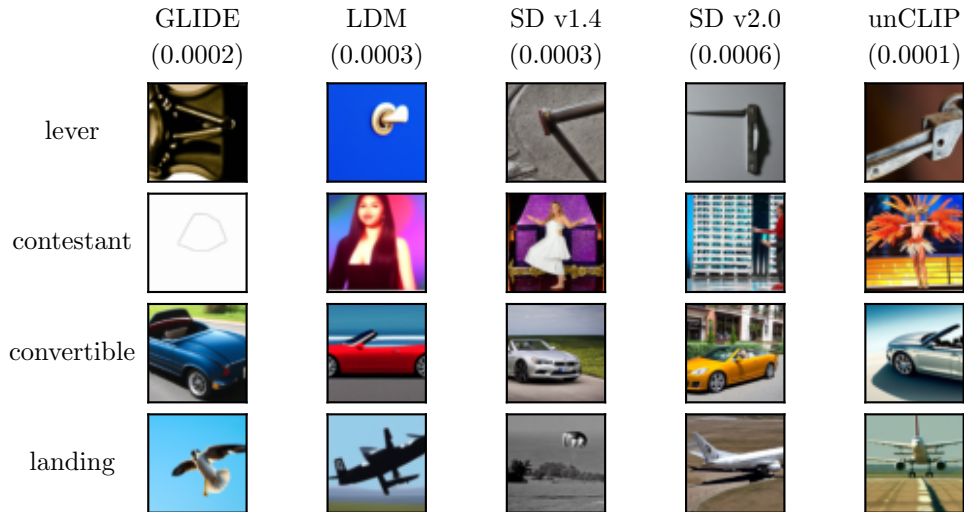 GLIDE LDM SD v1.4 SD v2.0 unCLIP
(0.0002) (0.0003) (0.0003) (0.0006) (0.0001)
lever
contestant
convertible
landing